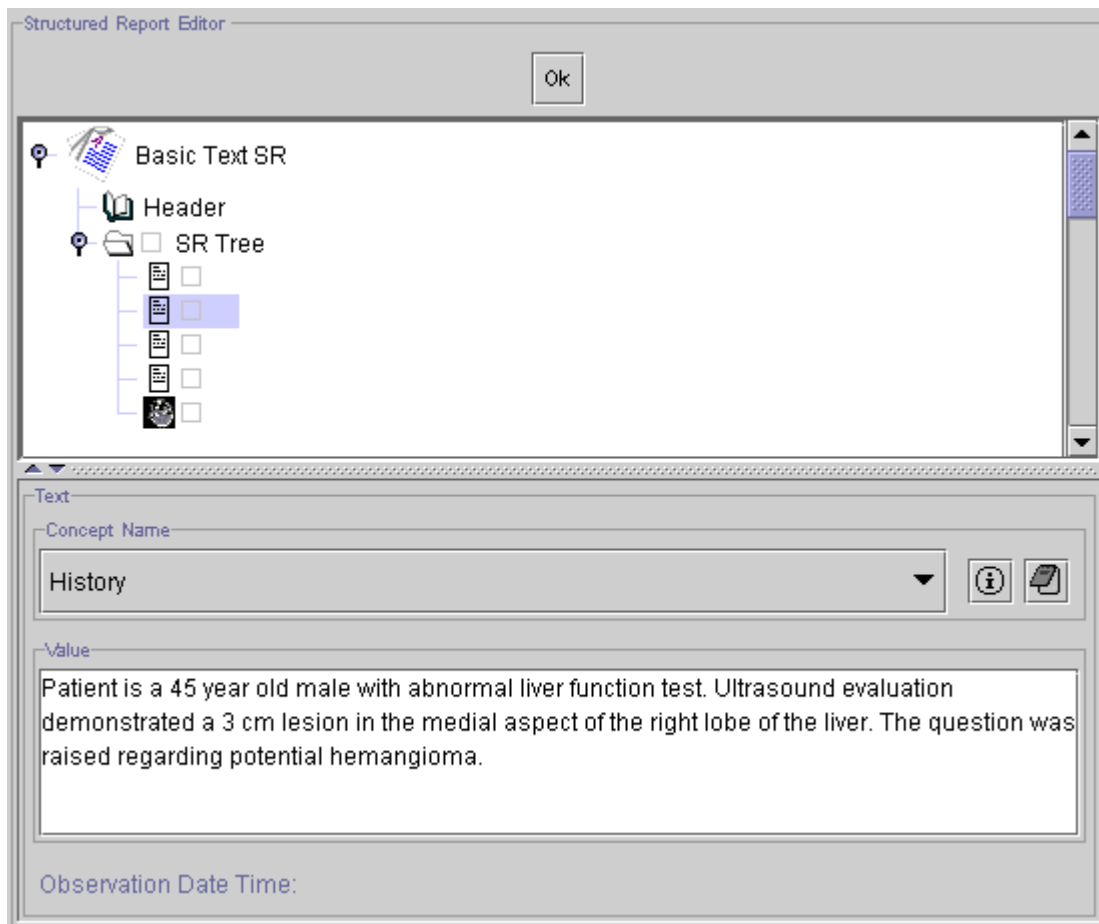 Structured Report Editor
Ok
Basic Text SR
Header
SR Tree
Text
Concept Name
History
Value
Patient is a 45 year old male with abnormal liver function test. Ultrasound evaluation
demonstrated a 3 cm lesion in the medial aspect of the right lobe of the liver. The question was
raised regarding potential hemangioma.
Observation Date Time: